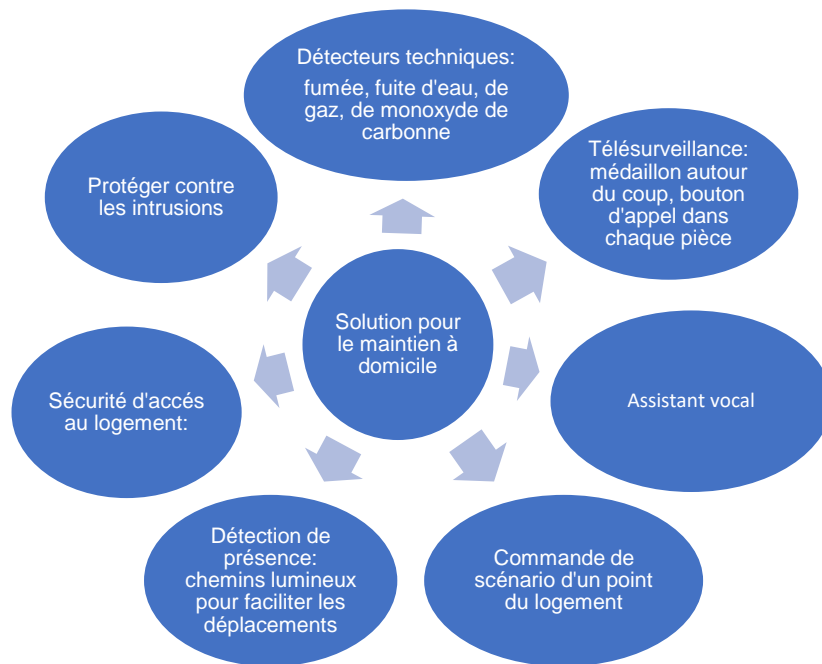 Détecteurs techniques:
fumée, fuite d'eau, de
gaz, de monoxyde de
carbonne
Télésurveillance:
médaillon autour
du coup, bouton
d'appel dans
chaque pièce
Assistant vocal
Commande de
scénario d'un point
du logement
Détection de
présence:
chemins lumineux
pour faciliter les
déplacements
Sécurité d'accés
au logement:
Protéger contre
les intrusions
Solution pour
le maintien à
domicile